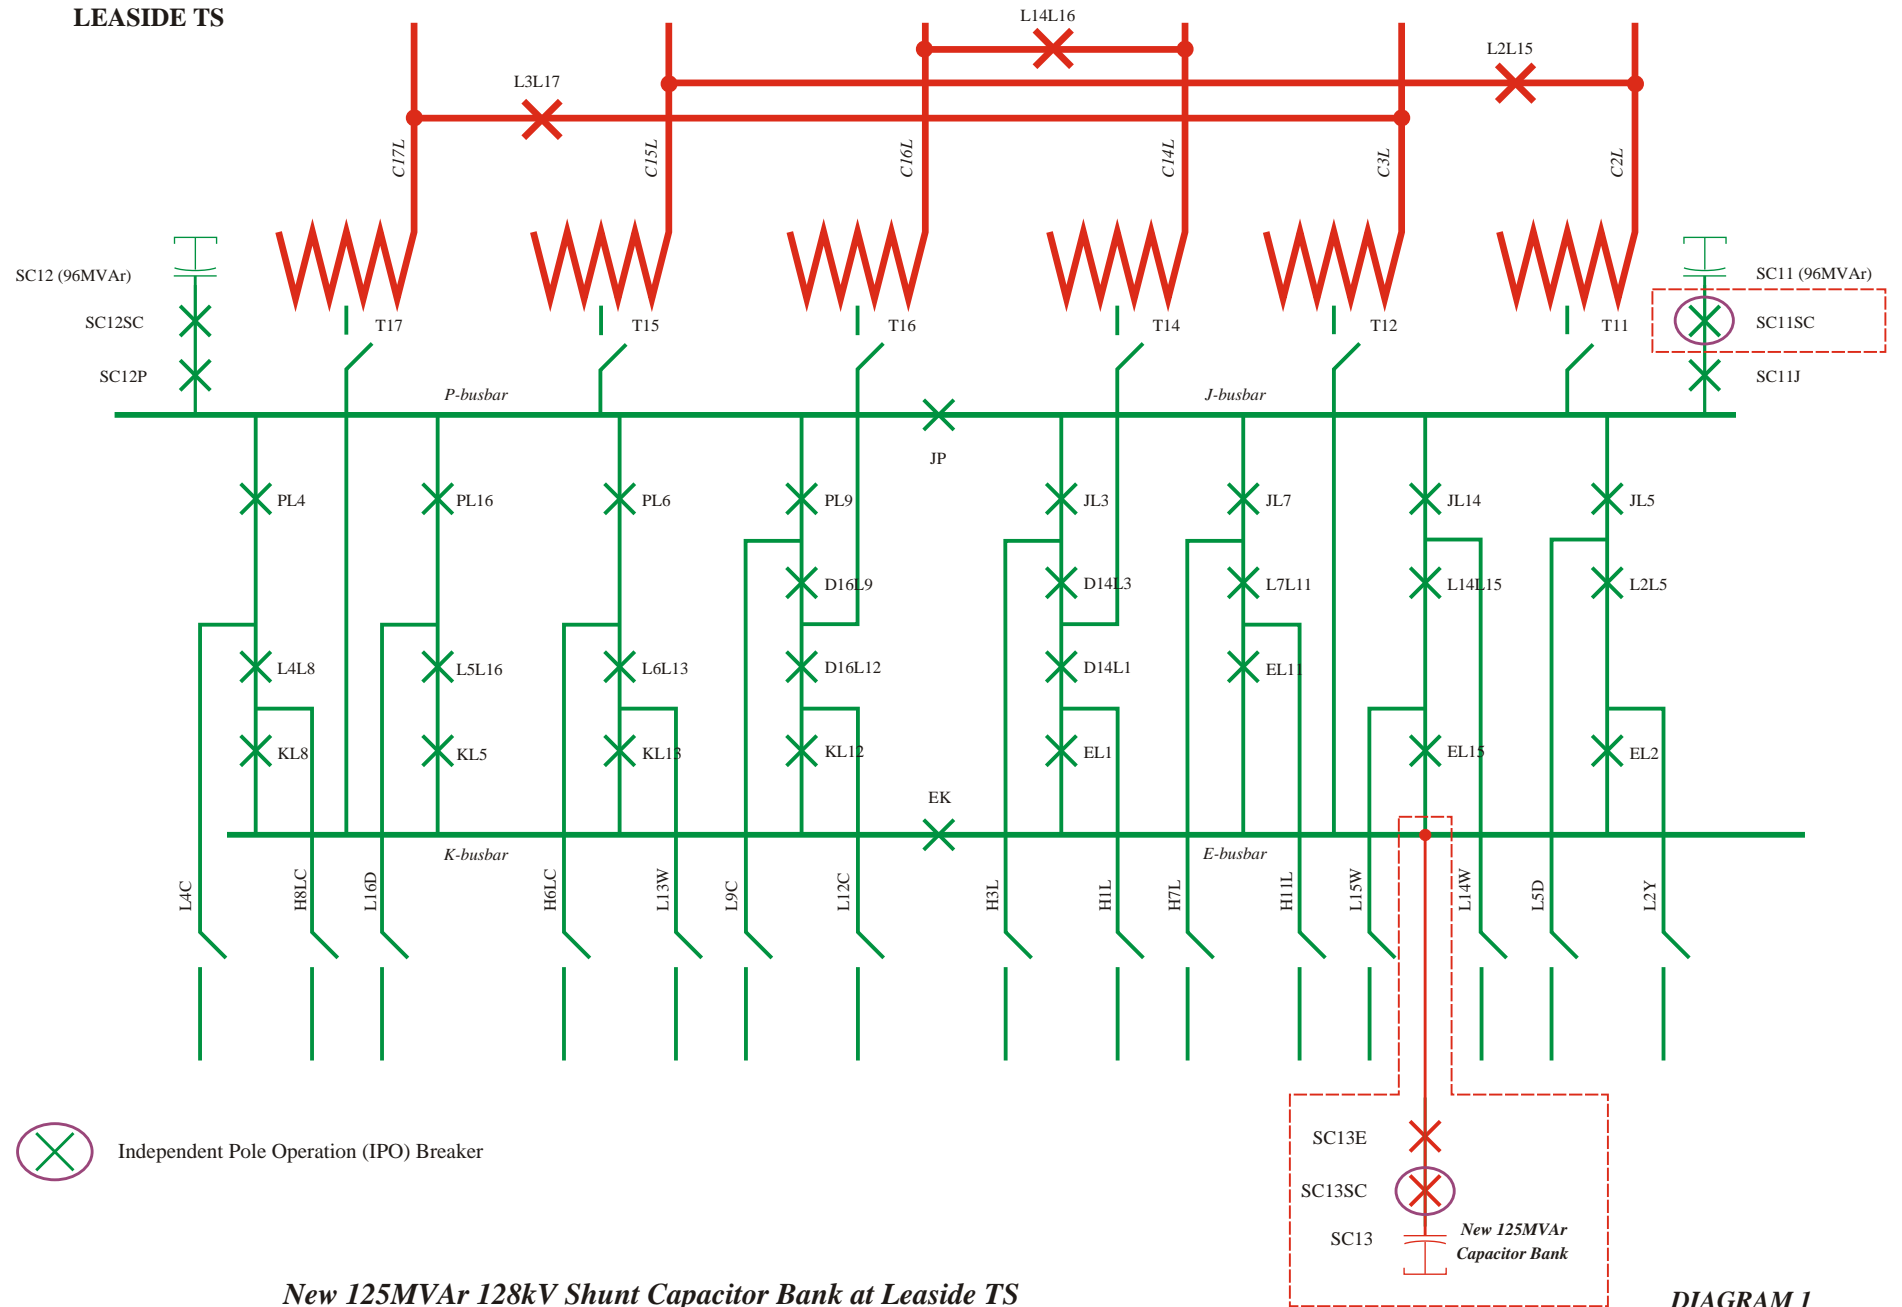 LEASIDE TS
L14L16
L2L15
L3L17
C17L
C15L
C16L
C14L
C3L
C2L
SC12 (96MVAr)
SC11 (96MVAr)
SC12SC
T17
T15
T16
T14
T12
T11
SC11SC
SC12P
SC11J
P-busbar
J-busbar
JP
PL4
PL16
PL6
PL9
JL3
JL7
JL14
JL5
D16L9
D14L3
L7L11
L14L15
L2L5
L4L8
L5L16
L6L13
D16L12
D14L1
EL11
KL8
KL5
KL13
KL12
EL1
EL15
EL2
EK
K-busbar
E-busbar
L4C
H8LC
L16D
H6LC
L13W
L9C
L12C
H3L
H1L
H7L
H11L
L15W
L14W
L5D
L2Y
Independent Pole Operation (IPO) Breaker
SC13E
SC13SC
SC13
New 125MVAr
Capacitor Bank
New 125MVAr 128kV Shunt Capacitor Bank at Leaside TS
DIAGRAM 1